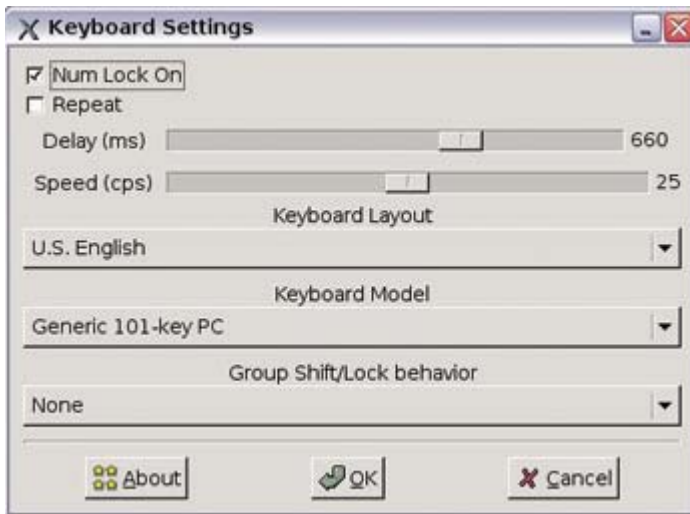 Keyboard Settings
Num Lock On
Repeat
Delay (ms) 660
Speed (cps) 25
Keyboard Layout
U.S. English
Keyboard Model
Generic 101-key PC
Group Shift/Lock behavior
None
About OK Cancel